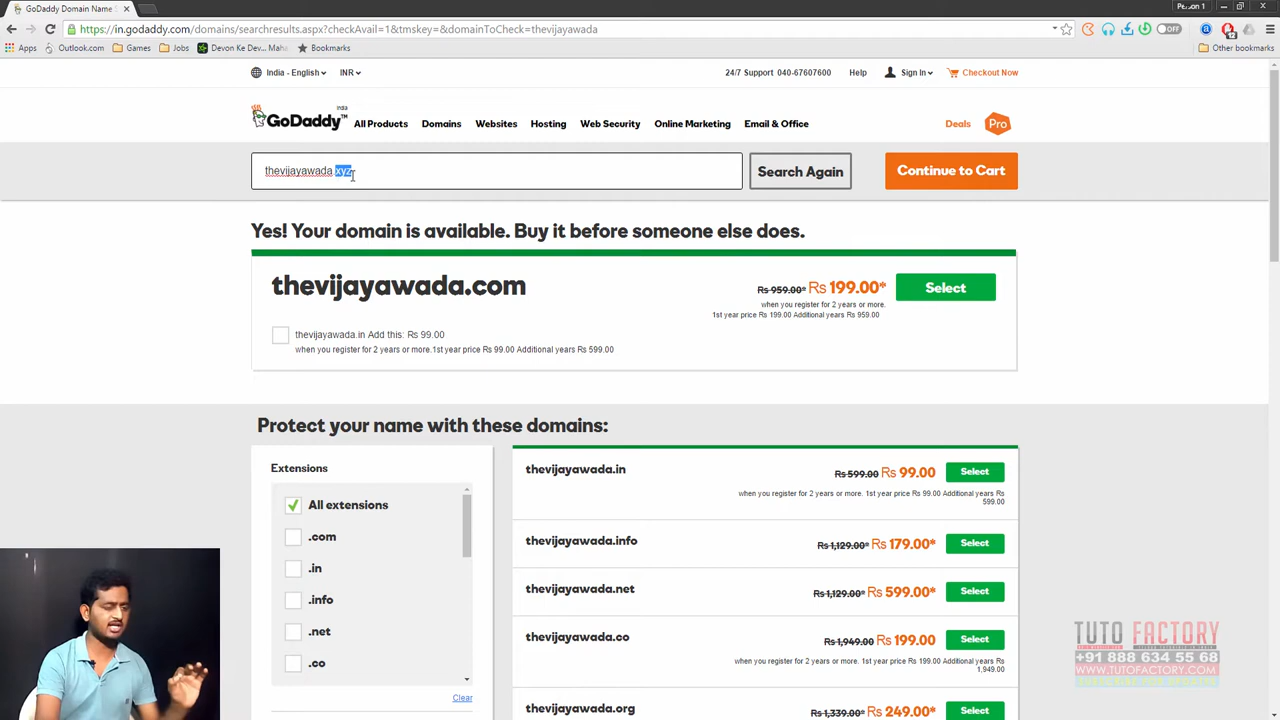 GoDaddy Domain Name S
https://in.godaddy.com/domains/searchresults.aspx?checkAvail=1&tmskey=&domainToCheck=thevijayawada
OFF
Apps
Outlook.com
Games
Jobs
Devon Ke Dev... Mahe
Bookmarks
Other bookmarks
India - English
INR
24/7 Support 040-67607600
Help
Sign In
Checkout Now
GoDaddy™
India
All Products
Domains
Websites
Hosting
Web Security
Online Marketing
Email & Office
Deals
Pro
thevijayawada.xyz
Search Again
Continue to Cart
Yes! Your domain is available. Buy it before someone else does.
thevijayawada.com
Rs 959.00* Rs 199.00*
Select
when you register for 2 years or more.
1st year price Rs 199.00 Additional years Rs 959.00
thevijayawada.in Add this: Rs 99.00
when you register for 2 years or more.1st year price Rs 99.00 Additional years Rs 599.00
Protect your name with these domains:
Extensions
All extensions
.com
.in
.info
.net
.co
Clear
thevijayawada.in
Rs 599.00 Rs 99.00
Select
when you register for 2 years or more. 1st year price Rs 99.00 Additional years Rs
599.00
thevijayawada.info
Rs 1,129.00* Rs 179.00*
Select
thevijayawada.net
Rs 1,129.00* Rs 599.00*
Select
thevijayawada.co
Rs 1,949.00 Rs 199.00
Select
when you register for 2 years or more. 1st year price Rs 199.00 Additional years Rs
1,949.00
thevijayawada.org
Rs 1,339.00* Rs 249.00*
Select
TUTO FACTORY
+91 888 634 55 68
WWW.TUTOFACTORY.COM